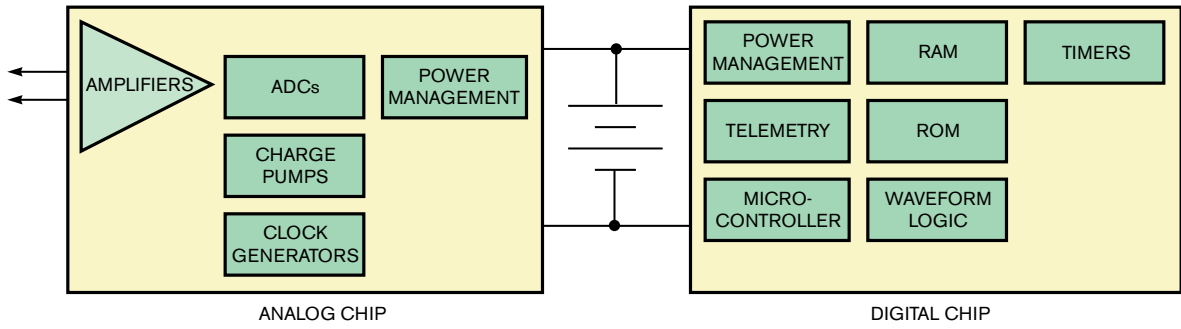 AMPLIFIERS
ADCs
POWER
MANAGEMENT
CHARGE
PUMPS
CLOCK
GENERATORS
ANALOG CHIP
POWER
MANAGEMENT
RAM
TIMERS
TELEMETRY
ROM
MICRO-
CONTROLLER
WAVEFORM
LOGIC
DIGITAL CHIP